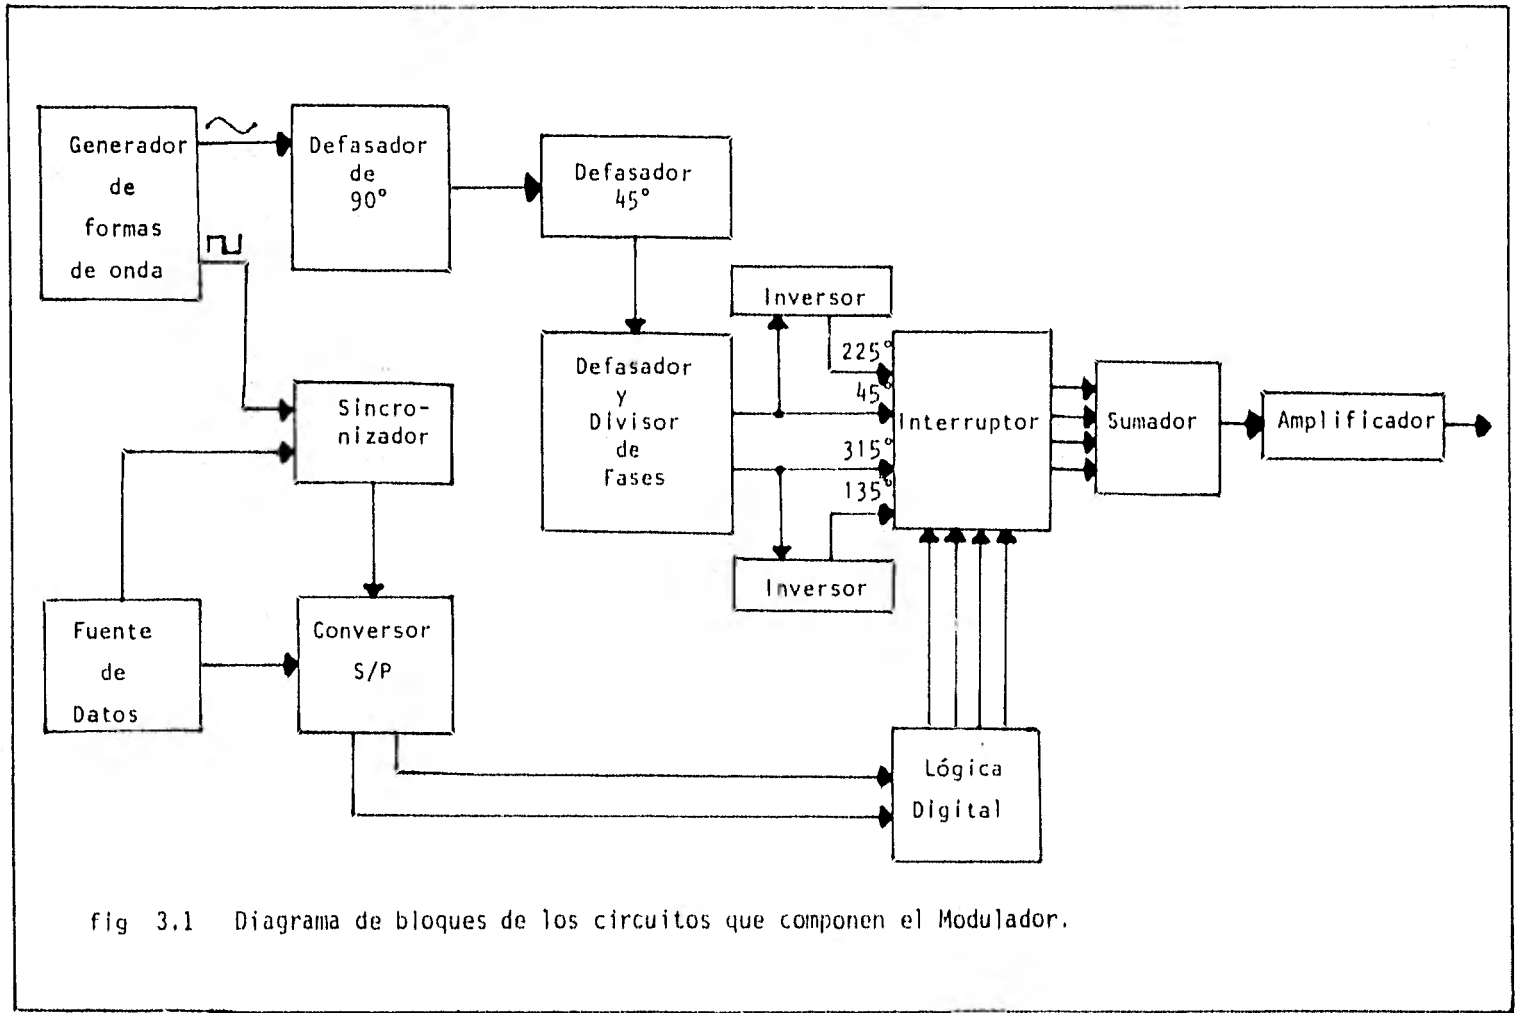 Generador
de
formas
de onda
Defasador
de
90°
Defasador
45°
Inversor
Defasador
y
Divisor
de
Fases
225°
45°
315°
135°
Inversor
Interruptor
Sumador
Amplificador
Sincro-
nizador
Fuente
de
Datos
Conversor
S/P
Lógica
Digital
fig 3.1 Diagrama de bloques de los circuitos que componen el Modulador.